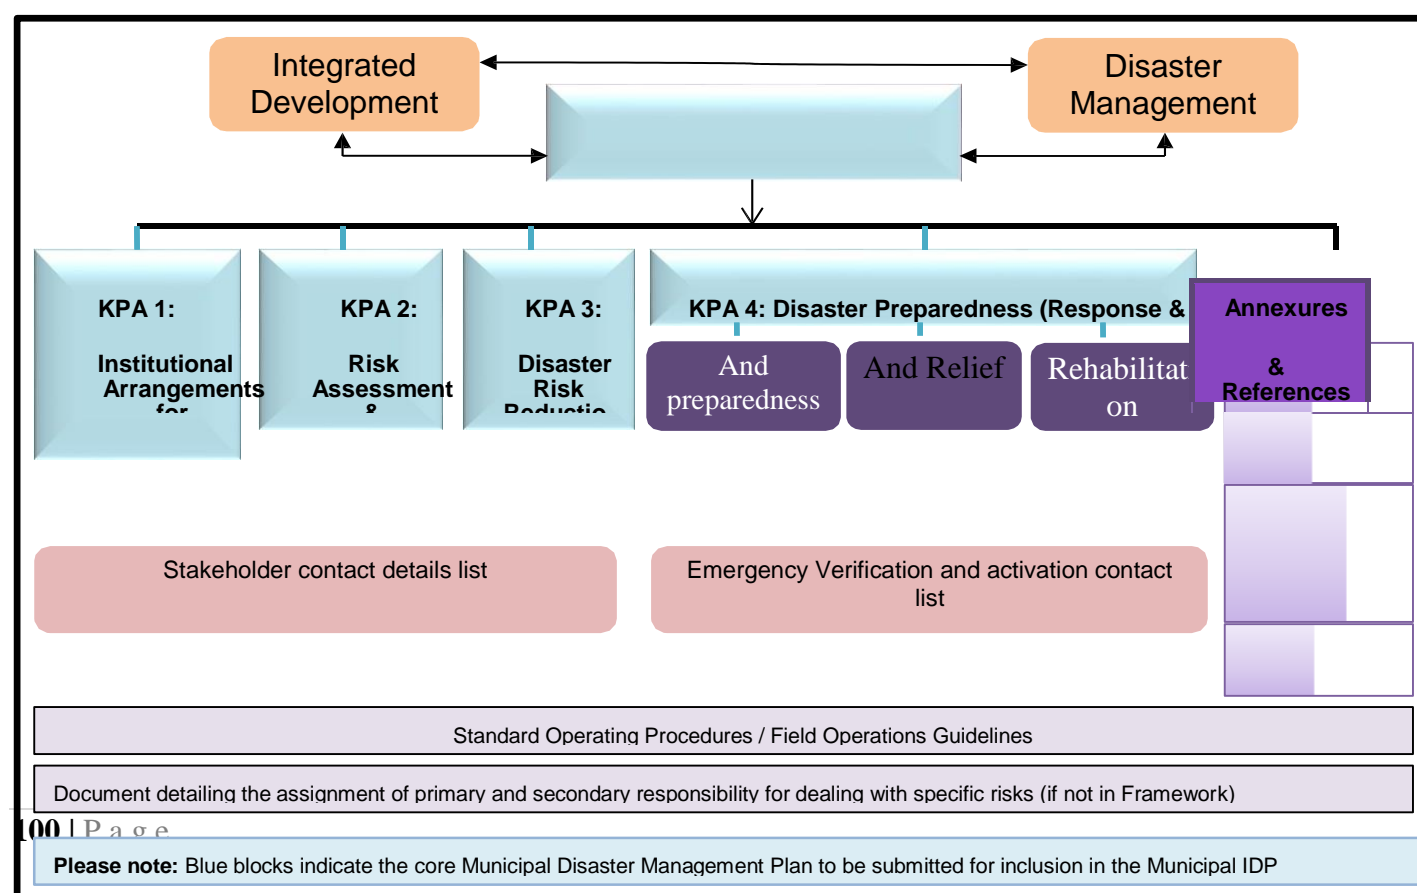 Integrated
Development
Disaster
Management
KPA 1:
Institutional
Arrangements
for
KPA 2:
Risk
Assessment
&
KPA 3:
Disaster
Risk
Reductio
KPA 4: Disaster Preparedness (Response &
And
preparedness
And Relief
Rehabilitat
on
Annexures
&
References
Stakeholder contact details list
Emergency Verification and activation contact
list
Standard Operating Procedures / Field Operations Guidelines
Document detailing the assignment of primary and secondary responsibility for dealing with specific risks (if not in Framework)
100 | P a g e
Please note: Blue blocks indicate the core Municipal Disaster Management Plan to be submitted for inclusion in the Municipal IDP